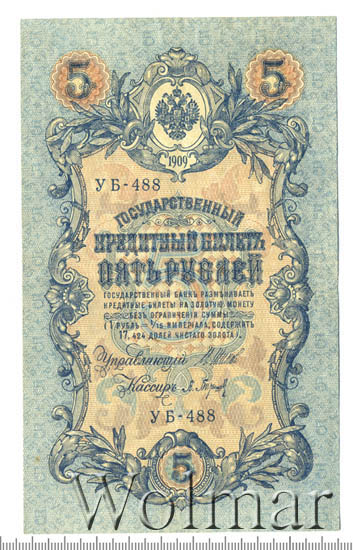 5 5
1909
УБ-488
ГОСУДАРСТВЕННЫЙ
КРЕДИТНЫЙ БИЛЕТЪ
ПЯТЬ РУБЛЕЙ
ГОСУДАРСТВЕННЫЙ БАНКЪ РАЗМѢНИВАЕТЪ
КРЕДИТНЫЕ БИЛЕТЫ НА ЗОЛОТУЮ МОНЕТУ
БЕЗЪ ОГРАНИЧЕНІЯ СУММЫ
(1 РУБЛЬ = 1/15 ИМПЕРІАЛА, СОДЕРЖИТЪ
17,424 ДОЛЕЙ ЧИСТАГО ЗОЛОТА).
Управляющій
Кассиръ
УБ-488
5
Wolmar